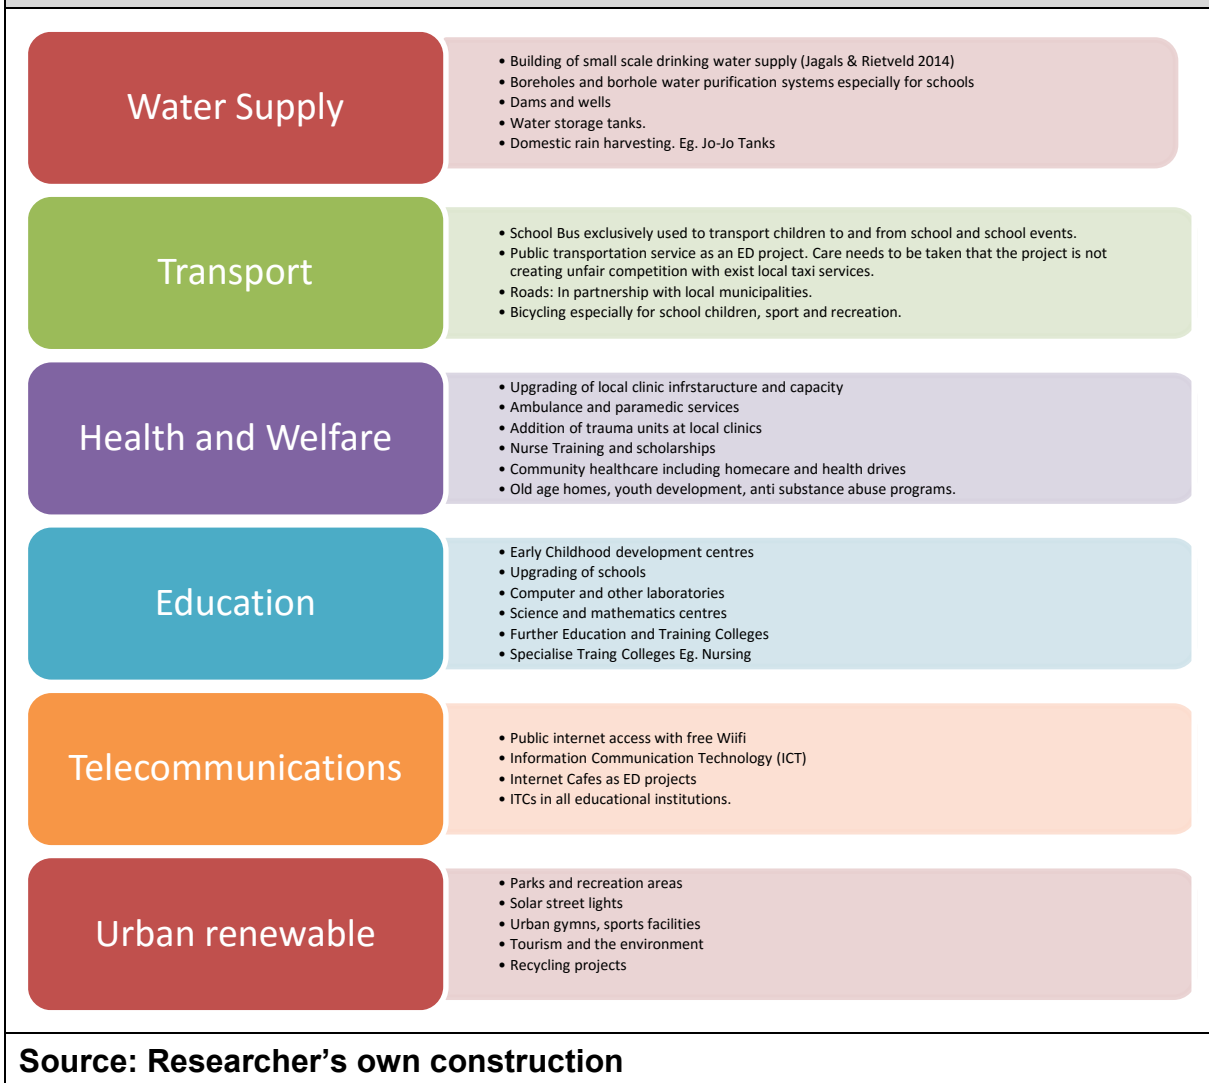 Water Supply
• Building of small scale drinking water supply (Jagals & Rietveld 2014)
• Boreholes and borhole water purification systems especially for schools
• Dams and wells
• Water storage tanks.
• Domestic rain harvesting. Eg. Jo-Jo Tanks
Transport
• School Bus exclusively used to transport children to and from school and school events.
• Public transportation service as an ED project. Care needs to be taken that the project is not
creating unfair competition with exist local taxi services.
• Roads: In partnership with local municipalities.
• Bicycling especially for school children, sport and recreation.
Health and Welfare
• Upgrading of local clinic infrstaructure and capacity
• Ambulance and paramedic services
• Addition of trauma units at local clinics
• Nurse Training and scholarships
• Community healthcare including homecare and health drives
• Old age homes, youth development, anti substance abuse programs.
Education
• Early Childhood development centres
• Upgrading of schools
• Computer and other laboratories
• Science and mathematics centres
• Further Education and Training Colleges
• Specialise Traing Colleges Eg. Nursing
Telecommunications
• Public internet access with free Wiifi
• Information Communication Technology (ICT)
• Internet Cafes as ED projects
• ITCs in all educational institutions.
Urban renewable
• Parks and recreation areas
• Solar street lights
• Urban gymns, sports facilities
• Tourism and the environment
• Recycling projects
Source: Researcher's own construction